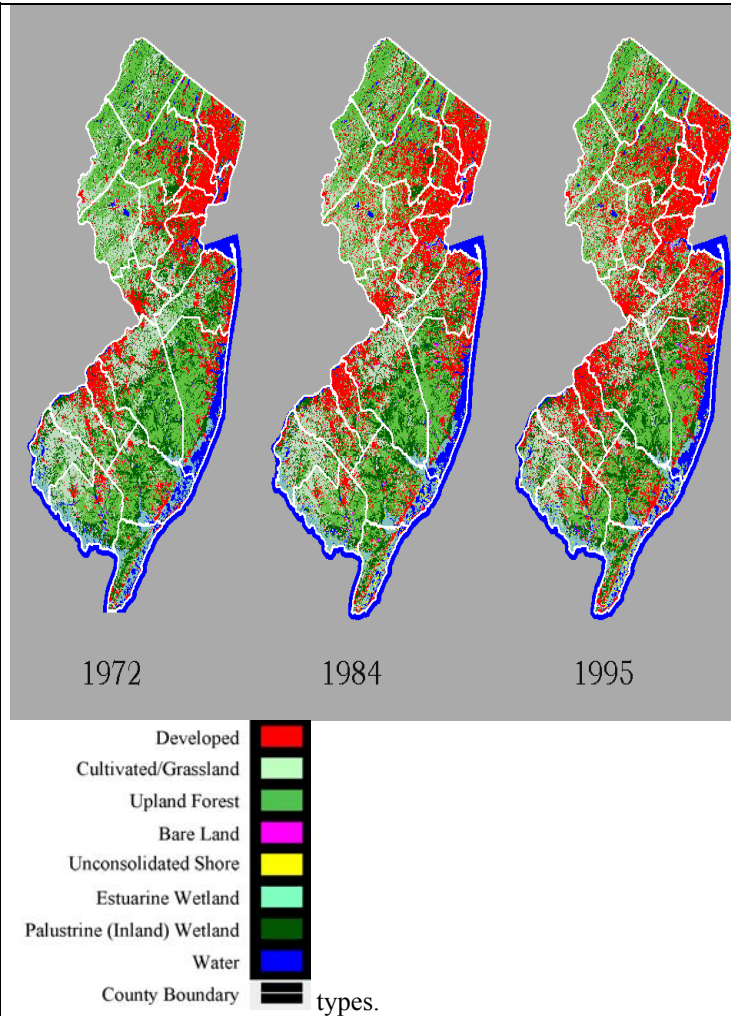 1972 1984 1995
Developed
Cultivated/Grassland
Upland Forest
Bare Land
Unconsolidated Shore
Estuarine Wetland
Palustrine (Inland) Wetland
Water
County Boundary types.